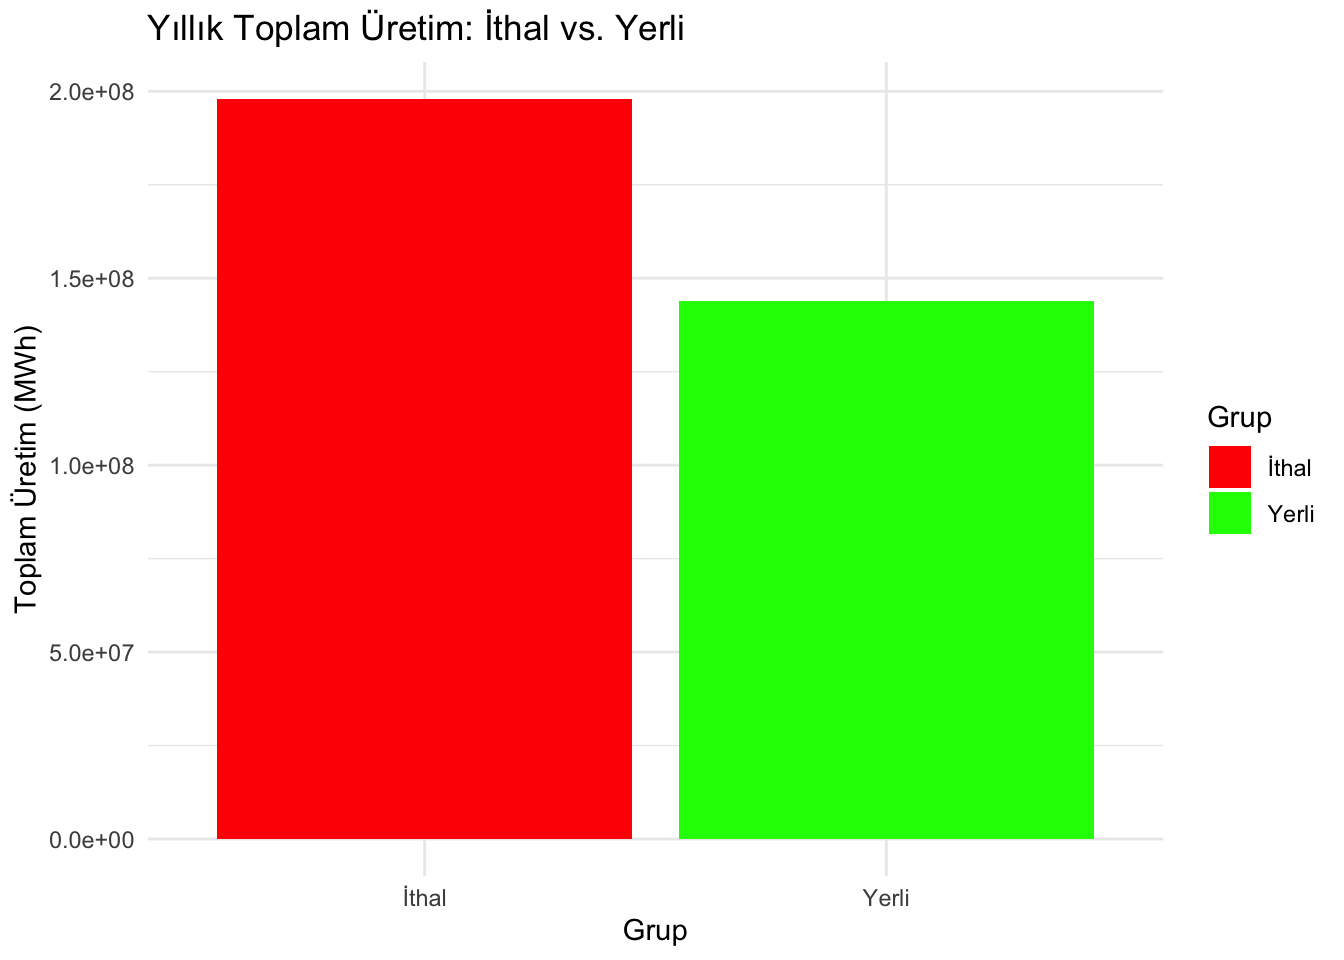 Yıllık Toplam Üretim: İthal vs. Yerli
Toplam Üretim (MWh)
2.0e+08
1.5e+08
1.0e+08
5.0e+07
0.0e+00
İthal
Yerli
Grup
Grup
İthal
Yerli